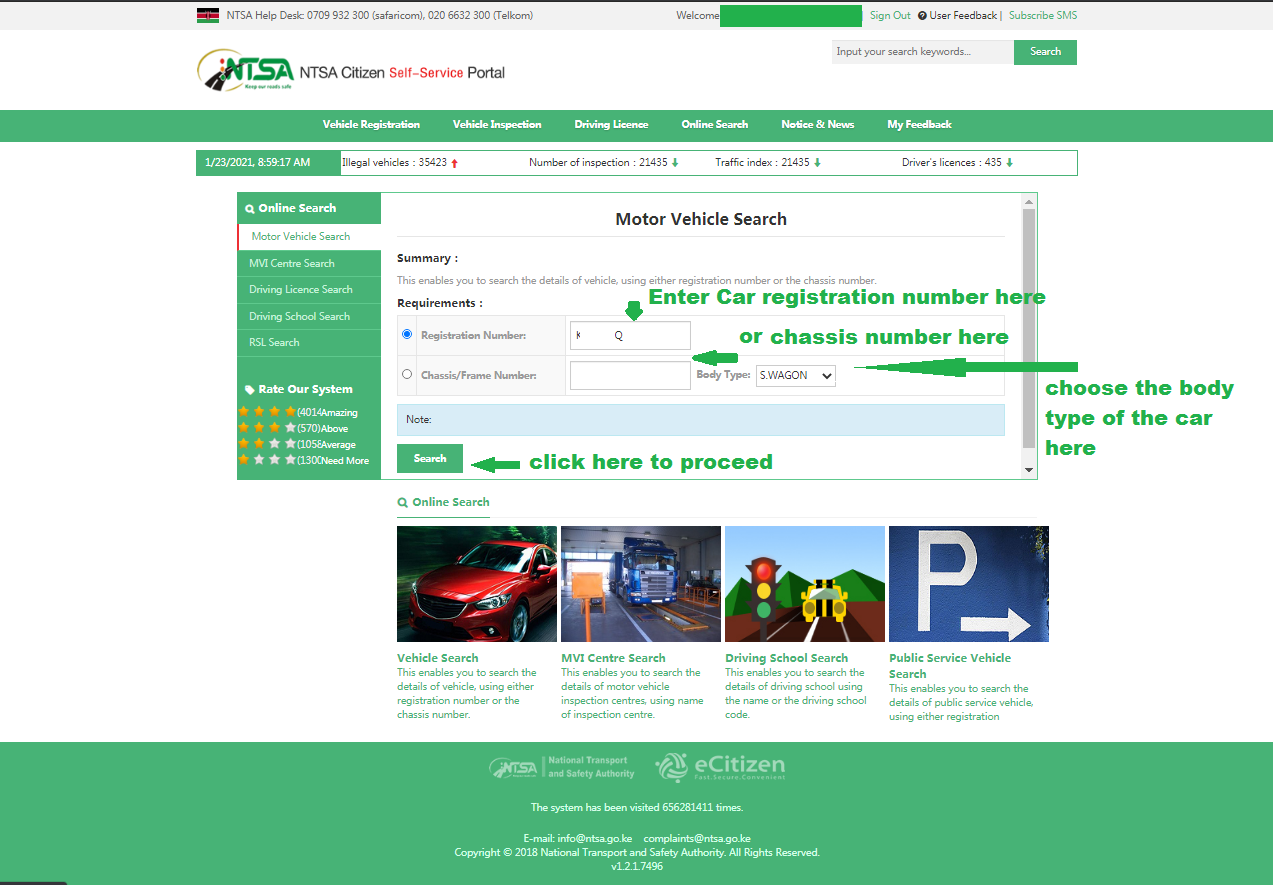 NTSA Help Desk: 0709 932 300 (safaricom), 020 6632 300 (Telkom)
Welcome
Sign Out
User Feedback |
Subscribe SMS
NTSA
Keep our roads safe
NTSA Citizen Self-Service Portal
Input your search keywords...
Search
Vehicle Registration
Vehicle Inspection
Driving Licence
Online Search
Notice & News
My Feedback
1/23/2021, 8:59:17 AM
Illegal vehicles : 35423
Number of inspection : 21435
Traffic index : 21435
Driver's licences : 435
Online Search
Motor Vehicle Search
MVI Centre Search
Driving Licence Search
Driving School Search
RSL Search
Rate Our System
(4014Amazing
(570)Above
(1058Average
(1300Need More
Motor Vehicle Search
Summary :
This enables you to search the details of vehicle, using either registration number or the chassis number.
Requirements :
Enter Car registration number here
Registration Number:
K Q
or chassis number here
Chassis/Frame Number:
Body Type:
S.WAGON
choose the body
type of the car
here
Note:
Search
click here to proceed
Online Search
P
Vehicle Search
This enables you to search the
details of vehicle, using either
registration number or the
chassis number.
MVI Centre Search
This enables you to search the
details of motor vehicle
inspection centres, using name
of inspection centre.
Driving School Search
This enables you to search the
details of driving school using
the name or the driving school
code.
Public Service Vehicle
Search
This enables you to search the
details of public service vehicle,
using either registration
NTSA
National Transport
and Safety Authority
eCitizen
Fast.Secure.Convenient
The system has been visited 656281411 times.
E-mail: info@ntsa.go.ke complaints@ntsa.go.ke
Copyright © 2018 National Transport and Safety Authority. All Rights Reserved.
v1.2.1.7496